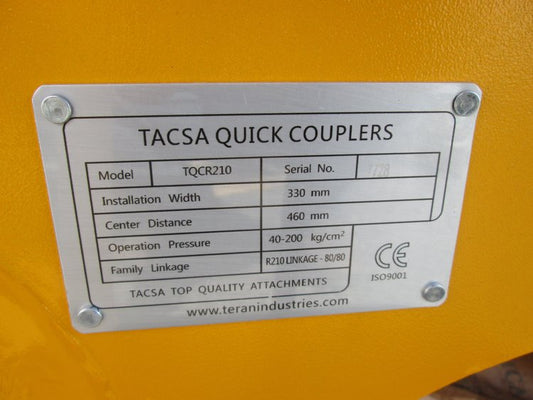 TACSA QUICK COUPLERS
Model TQCR210 Serial No. 728
Installation Width 330 mm
Center Distance 460 mm
Operation Pressure 40-200 kg/cm²
Family Linkage R210 LINKAGE - 80/80
CE
ISO9001
TACSA TOP QUALITY ATTACHMENTS
www.teranindustries.com